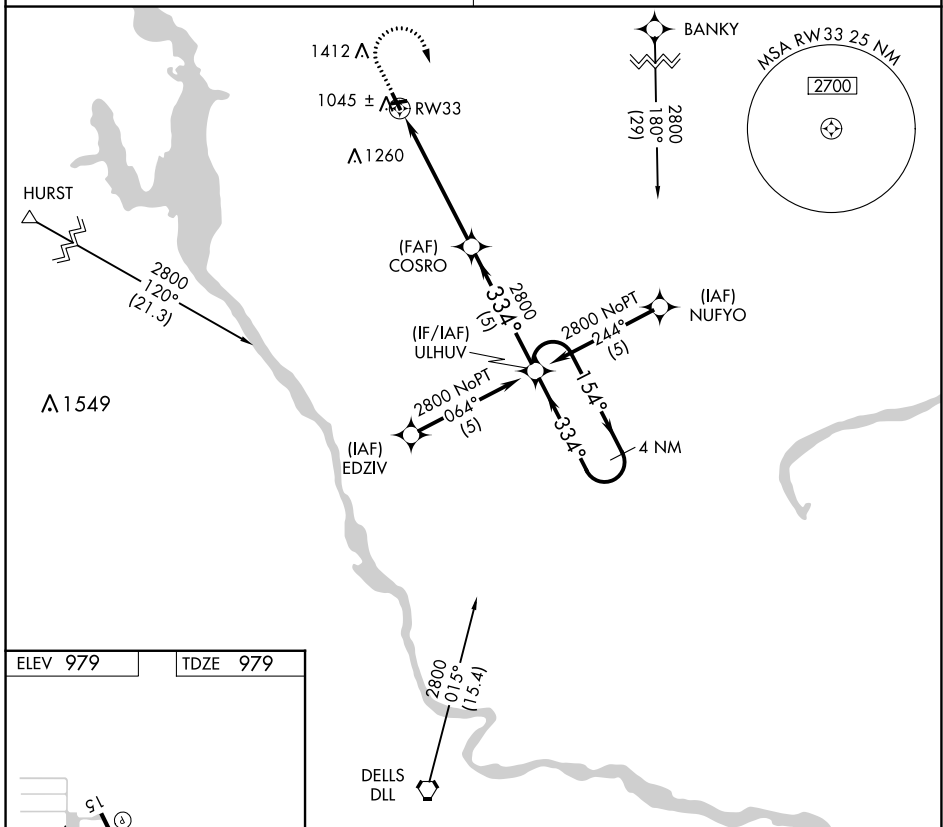 1412
BANKY
MSA RW33 25 NM
2700
1045 ±
RW33
2800
180°
(29)
1260
HURST
2800
120°
(21.3)
(FAF)
COSRO
2800
334°
(5)
(IAF)
NUFYO
2800 NoPT
244°
(5)
(IF/IAF)
ULHUV
2800 NoPT
064°
(5)
154°
334°
4 NM
1549
(IAF)
EDZIV
ELEV 979
TDZE 979
2800
015°
(15.4)
DELLS
DLL
15
P